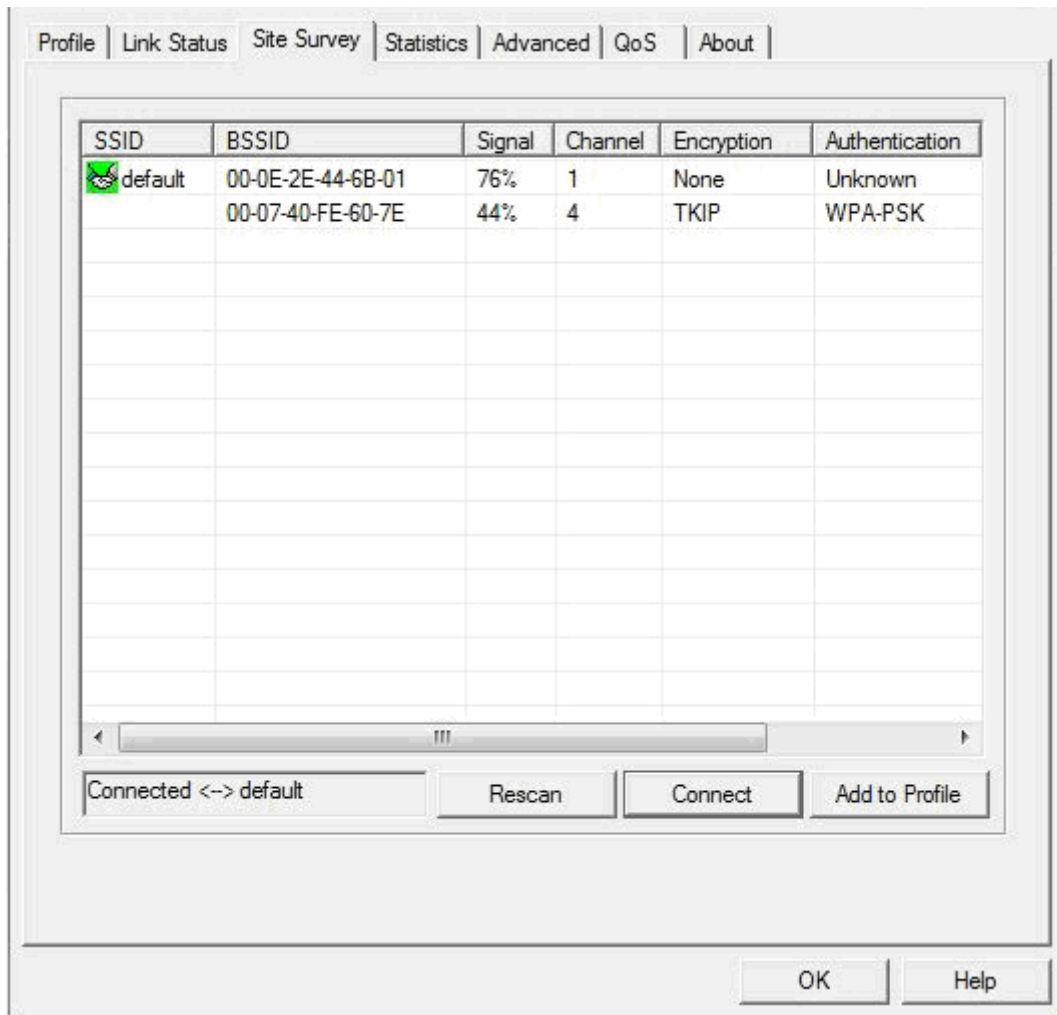 Profile Link Status Site Survey Statistics Advanced QoS About
SSID BSSID Signal Channel Encryption Authentication
default 00-0E-2E-44-6B-01 76% 1 None Unknown
00-07-40-FE-60-7E 44% 4 TKIP WPA-PSK
Connected <--> default Rescan Connect Add to Profile
OK Help